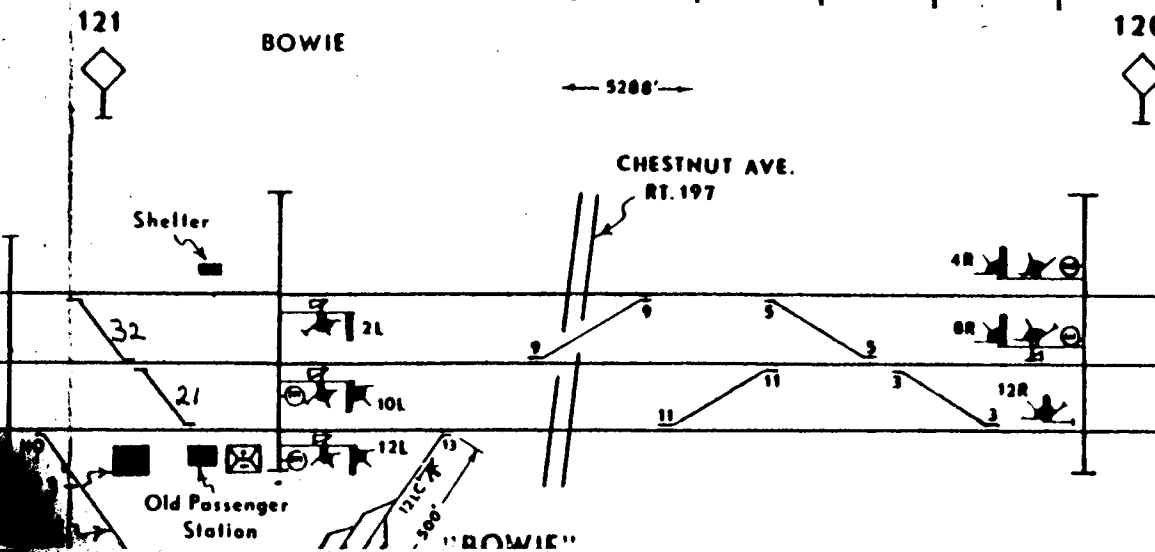 121
BOWIE
120
5288'
CHESTNUT AVE.
RT. 197
Shelter
4R
32
2L
9
5
8R
9
5
21
10L
11
3
12R
11
3
12L
13
12LC
500'
Old Passenger
Station
"BOWIE"